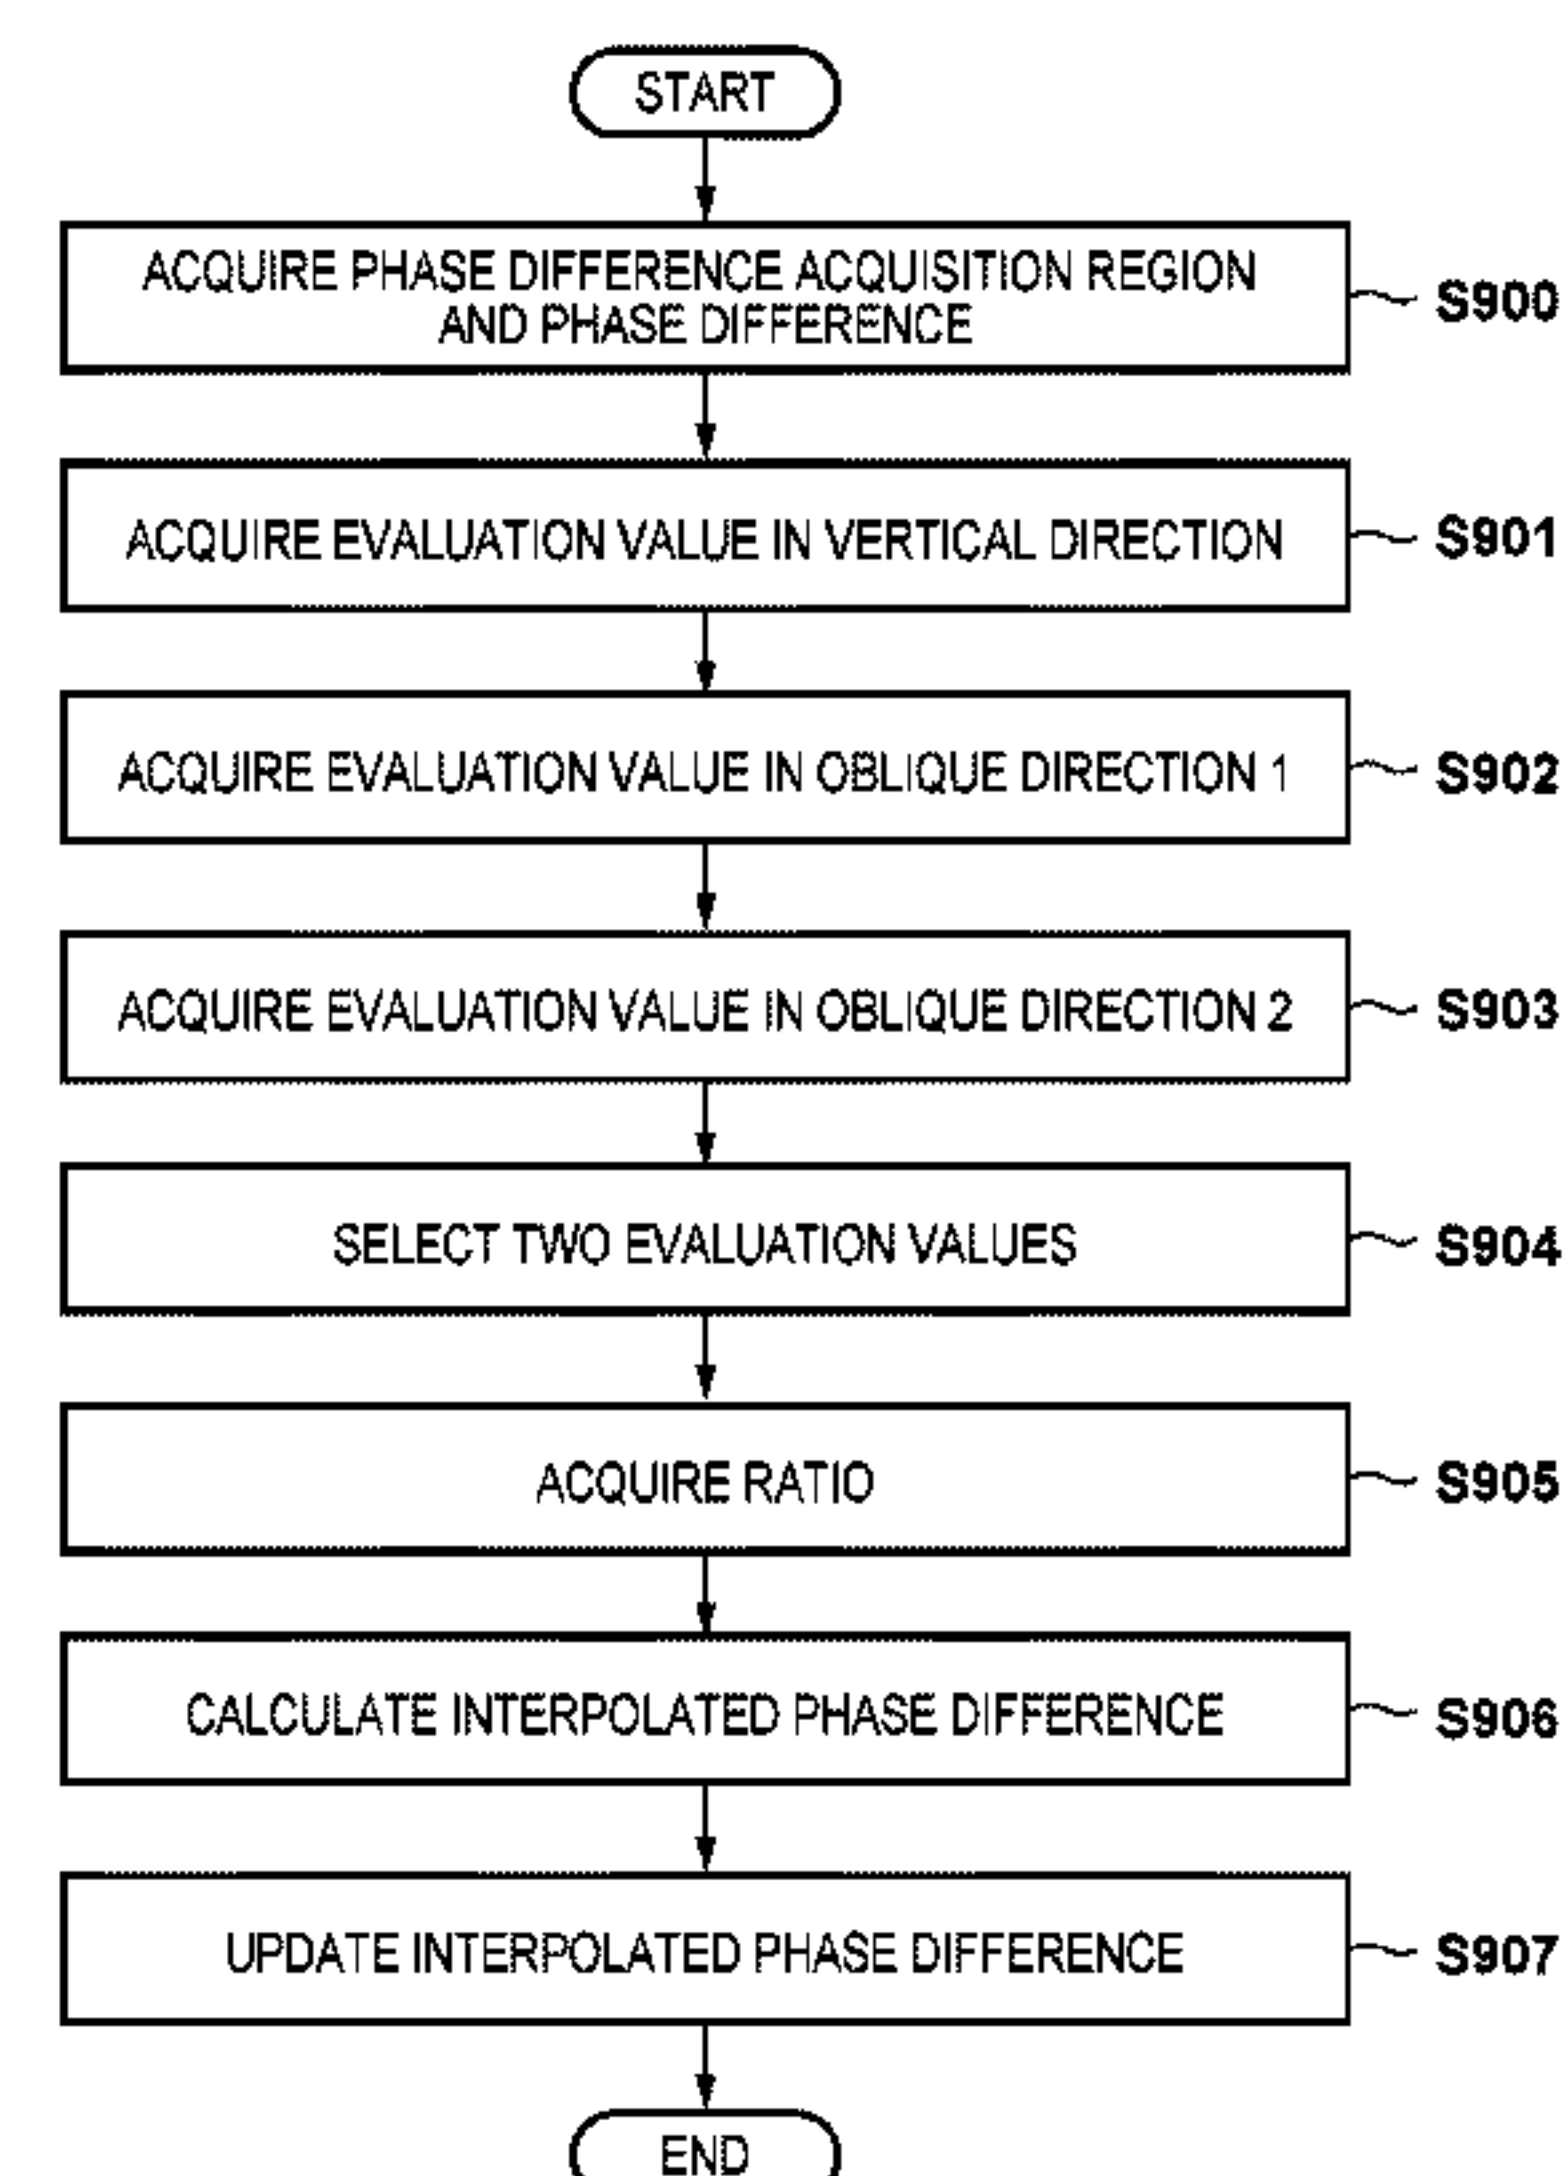 START
ACQUIRE PHASE DIFFERENCE ACQUISITION REGION
AND PHASE DIFFERENCE
S900
ACQUIRE EVALUATION VALUE IN VERTICAL DIRECTION
S901
ACQUIRE EVALUATION VALUE IN OBLIQUE DIRECTION 1
S902
ACQUIRE EVALUATION VALUE IN OBLIQUE DIRECTION 2
S903
SELECT TWO EVALUATION VALUES
S904
ACQUIRE RATIO
S905
CALCULATE INTERPOLATED PHASE DIFFERENCE
S906
UPDATE INTERPOLATED PHASE DIFFERENCE
S907
END